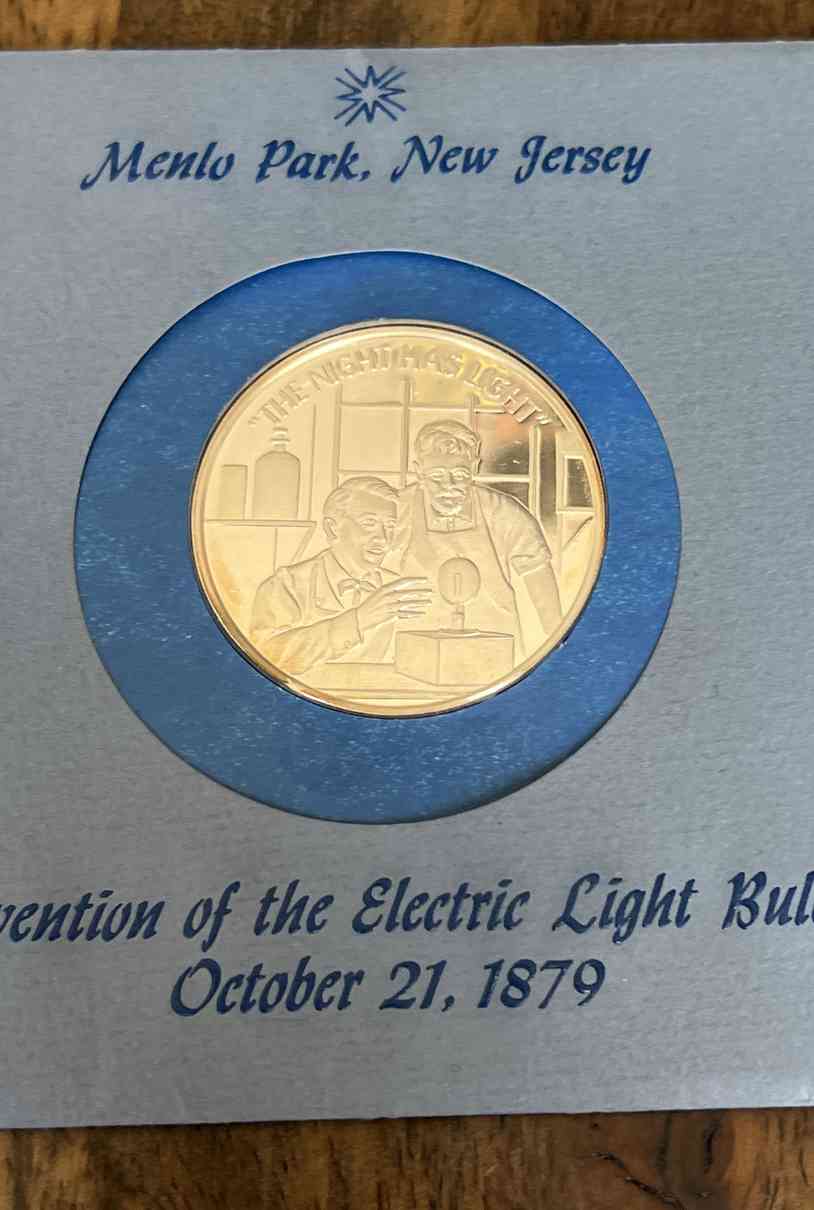 Menlo Park, New Jersey
"THE NIGHT HAS LIGHT"
vention of the Electric Light Bul
October 21, 1879